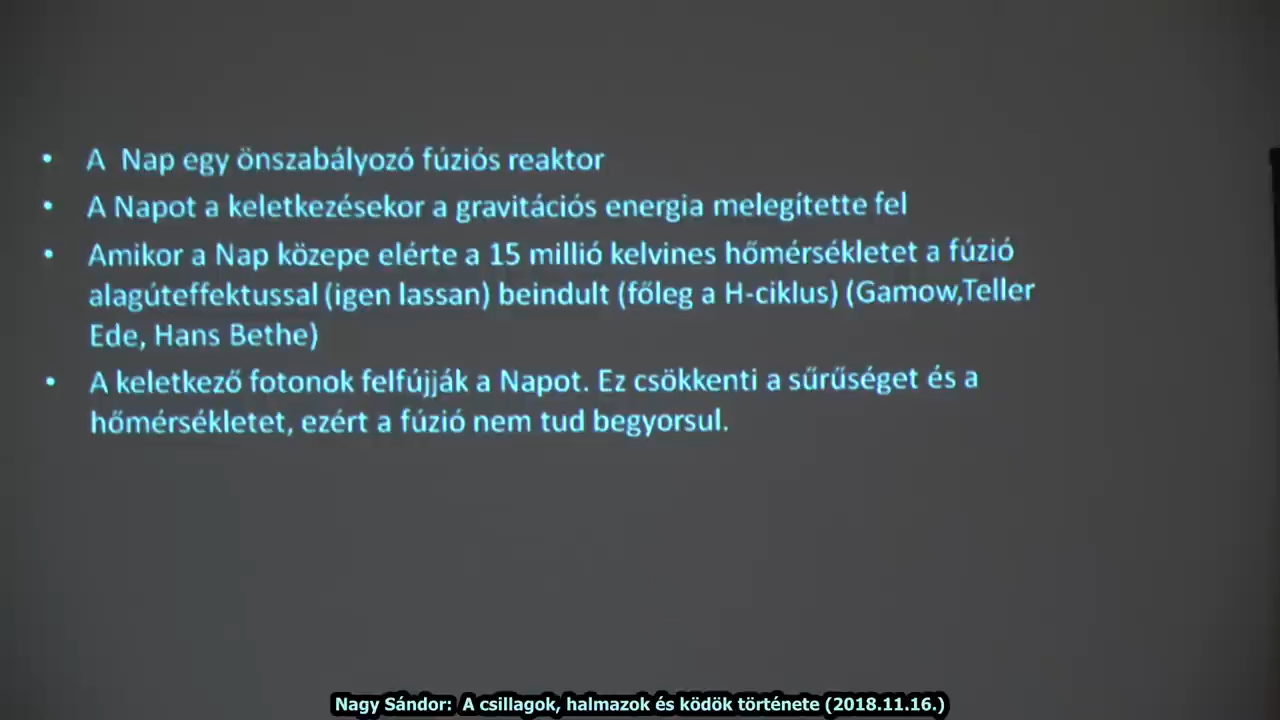 • A Nap egy önszabályozó fúziós reaktor
• A Napot a keletkezésekor a gravitációs energia melegítette fel
• Amikor a Nap közepe elérte a 15 millió kelvines hőmérsékletet a fúzió
alagúteffektussal (igen lassan) beindult (főleg a H-ciklus) (Gamow,Teller
Ede, Hans Bethe)
• A keletkező fotonok felfújják a Napot. Ez csökkenti a sűrűséget és a
hőmérsékletet, ezért a fúzió nem tud begyorsul.
Nagy Sándor: A csillagok, halmazok és ködök története (2018.11.16.)